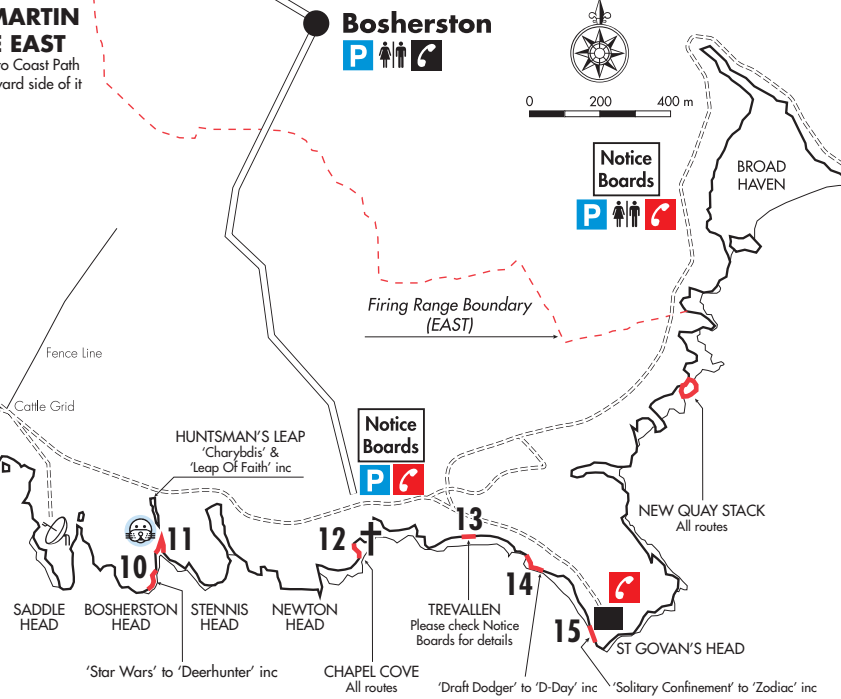 MARTIN
E EAST
to Coast Path
ward side of it
Bosherston
P
0 200 400 m
Notice
Boards
P
BROAD
HAVEN
Firing Range Boundary
(EAST)
Fence Line
Cattle Grid
HUNTSMAN'S LEAP
'Charybdis' &
'Leap Of Faith' inc
Notice
Boards
P
NEW QUAY STACK
All routes
10
11
12
13
14
15
SADDLE
HEAD
BOSHERSTON
HEAD
STENNIS
HEAD
NEWTON
HEAD
TREVALLEN
Please check Notice
Boards for details
ST GOVAN'S HEAD
'Star Wars' to 'Deerhunter' inc
CHAPEL COVE
All routes
'Draft Dodger' to 'D-Day' inc
'Solitary Confinement' to 'Zodiac' inc